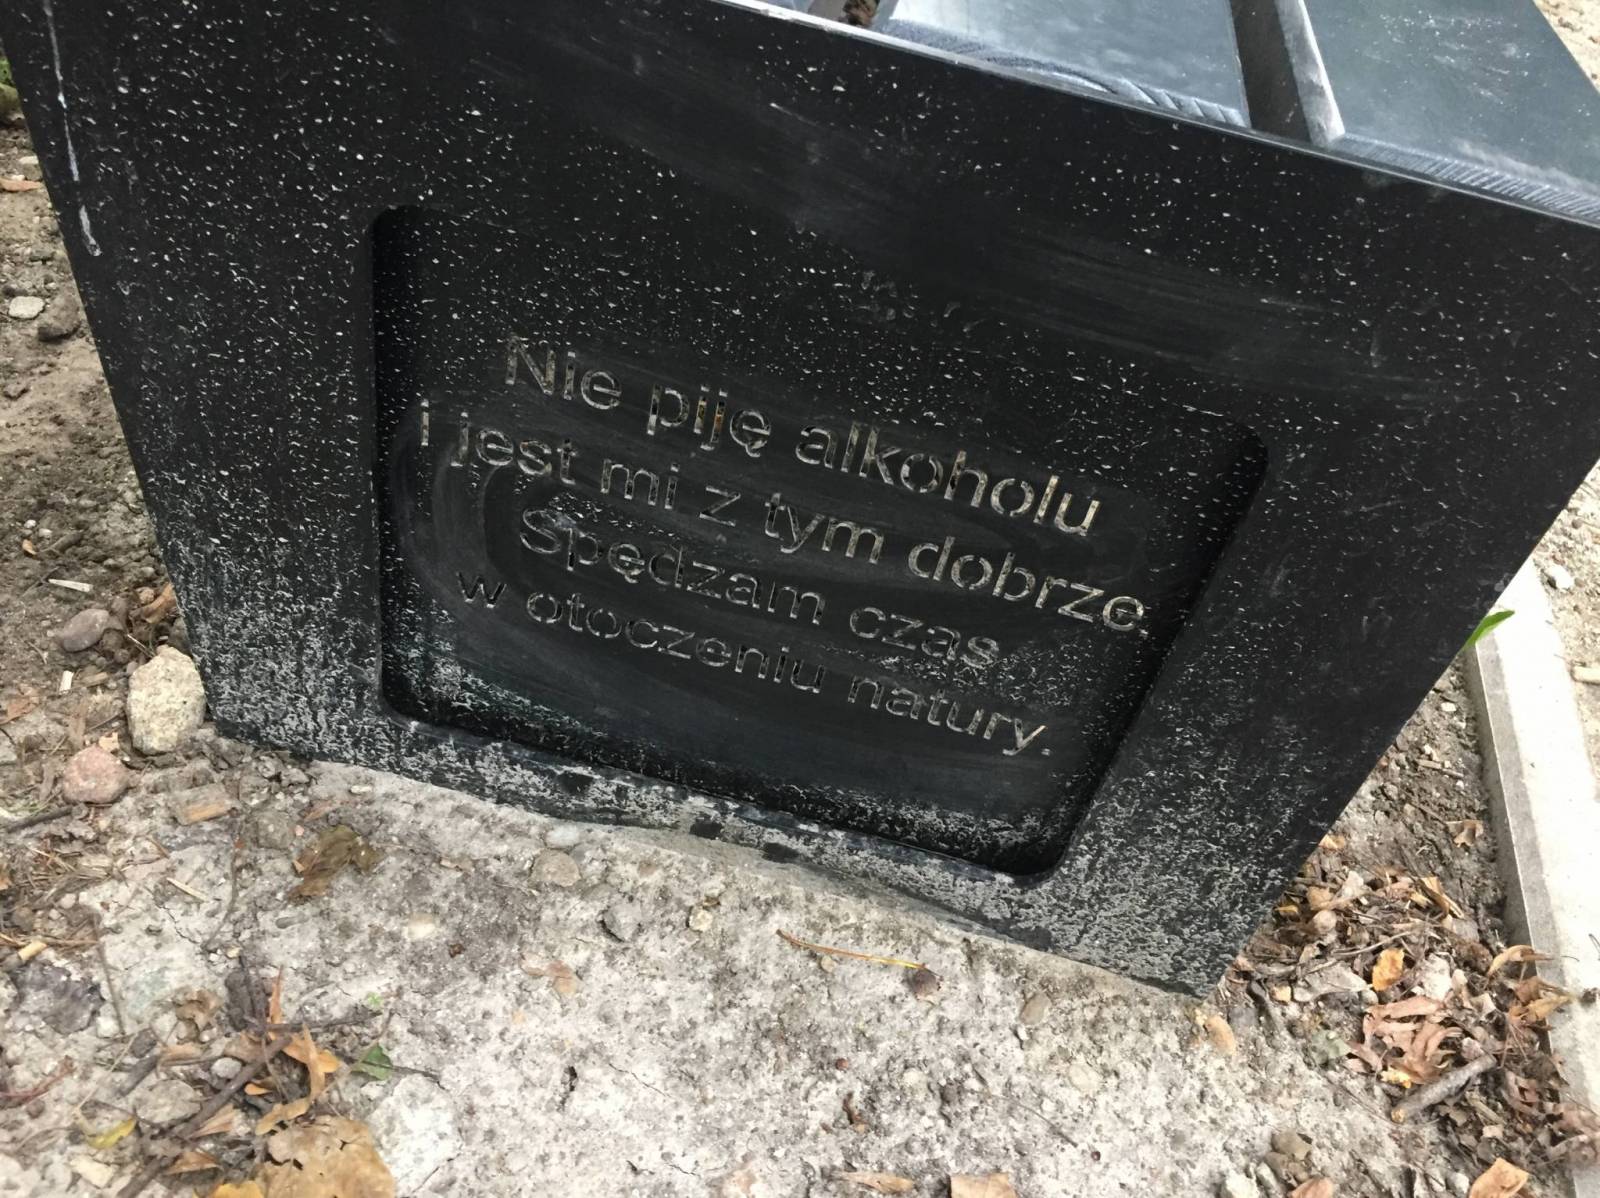 Nie piję alkoholu
i jest mi z tym dobrze.
Spędzam czas
w otoczeniu natury.